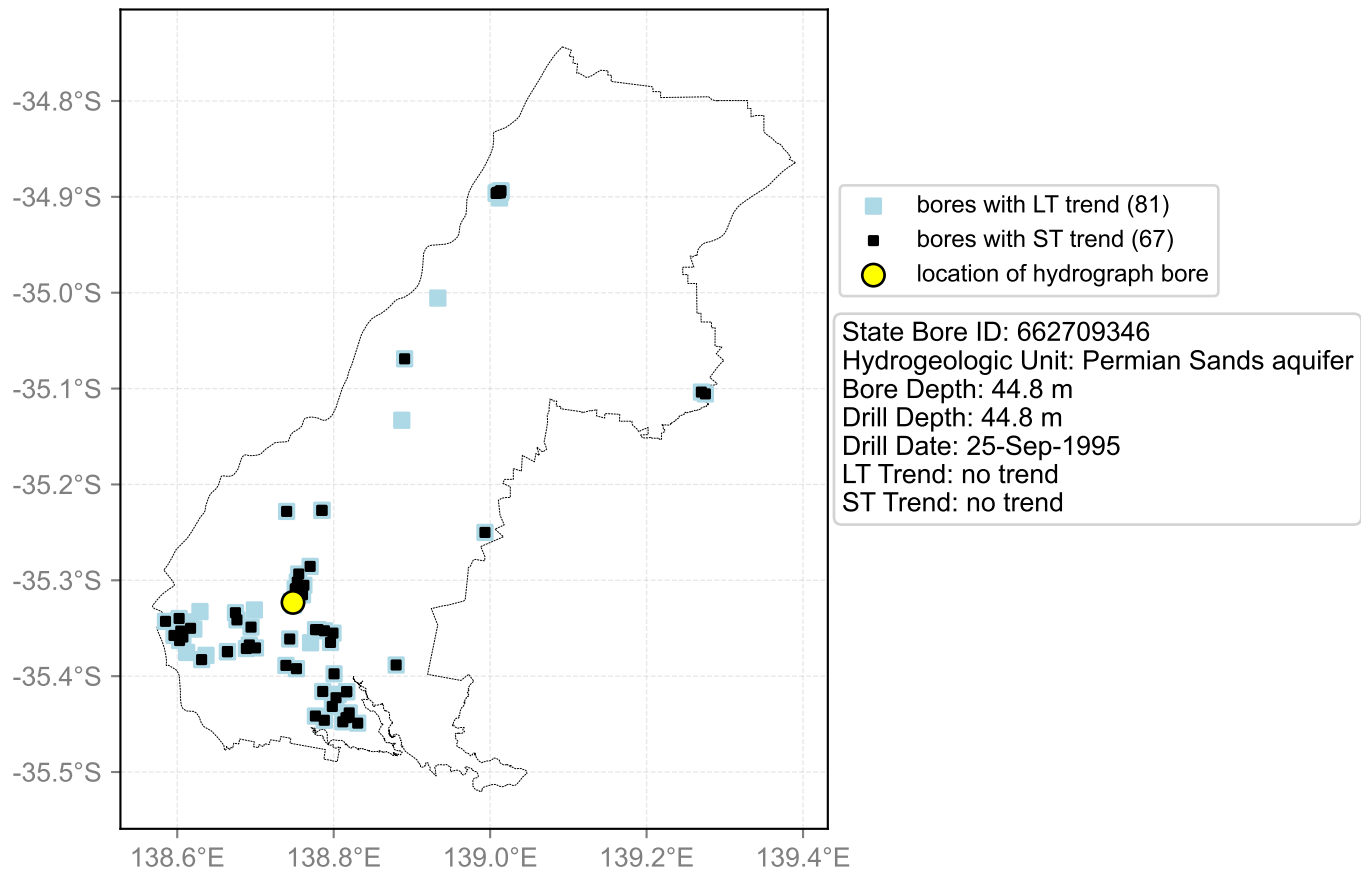 -34.8°S
-34.9°S
-35.0°S
-35.1°S
-35.2°S
-35.3°S
-35.4°S
-35.5°S
138.6°E
138.8°E
139.0°E
139.2°E
139.4°E
bores with LT trend (81)
bores with ST trend (67)
location of hydrograph bore
State Bore ID: 662709346
Hydrogeologic Unit: Permian Sands aquifer
Bore Depth: 44.8 m
Drill Depth: 44.8 m
Drill Date: 25-Sep-1995
LT Trend: no trend
ST Trend: no trend